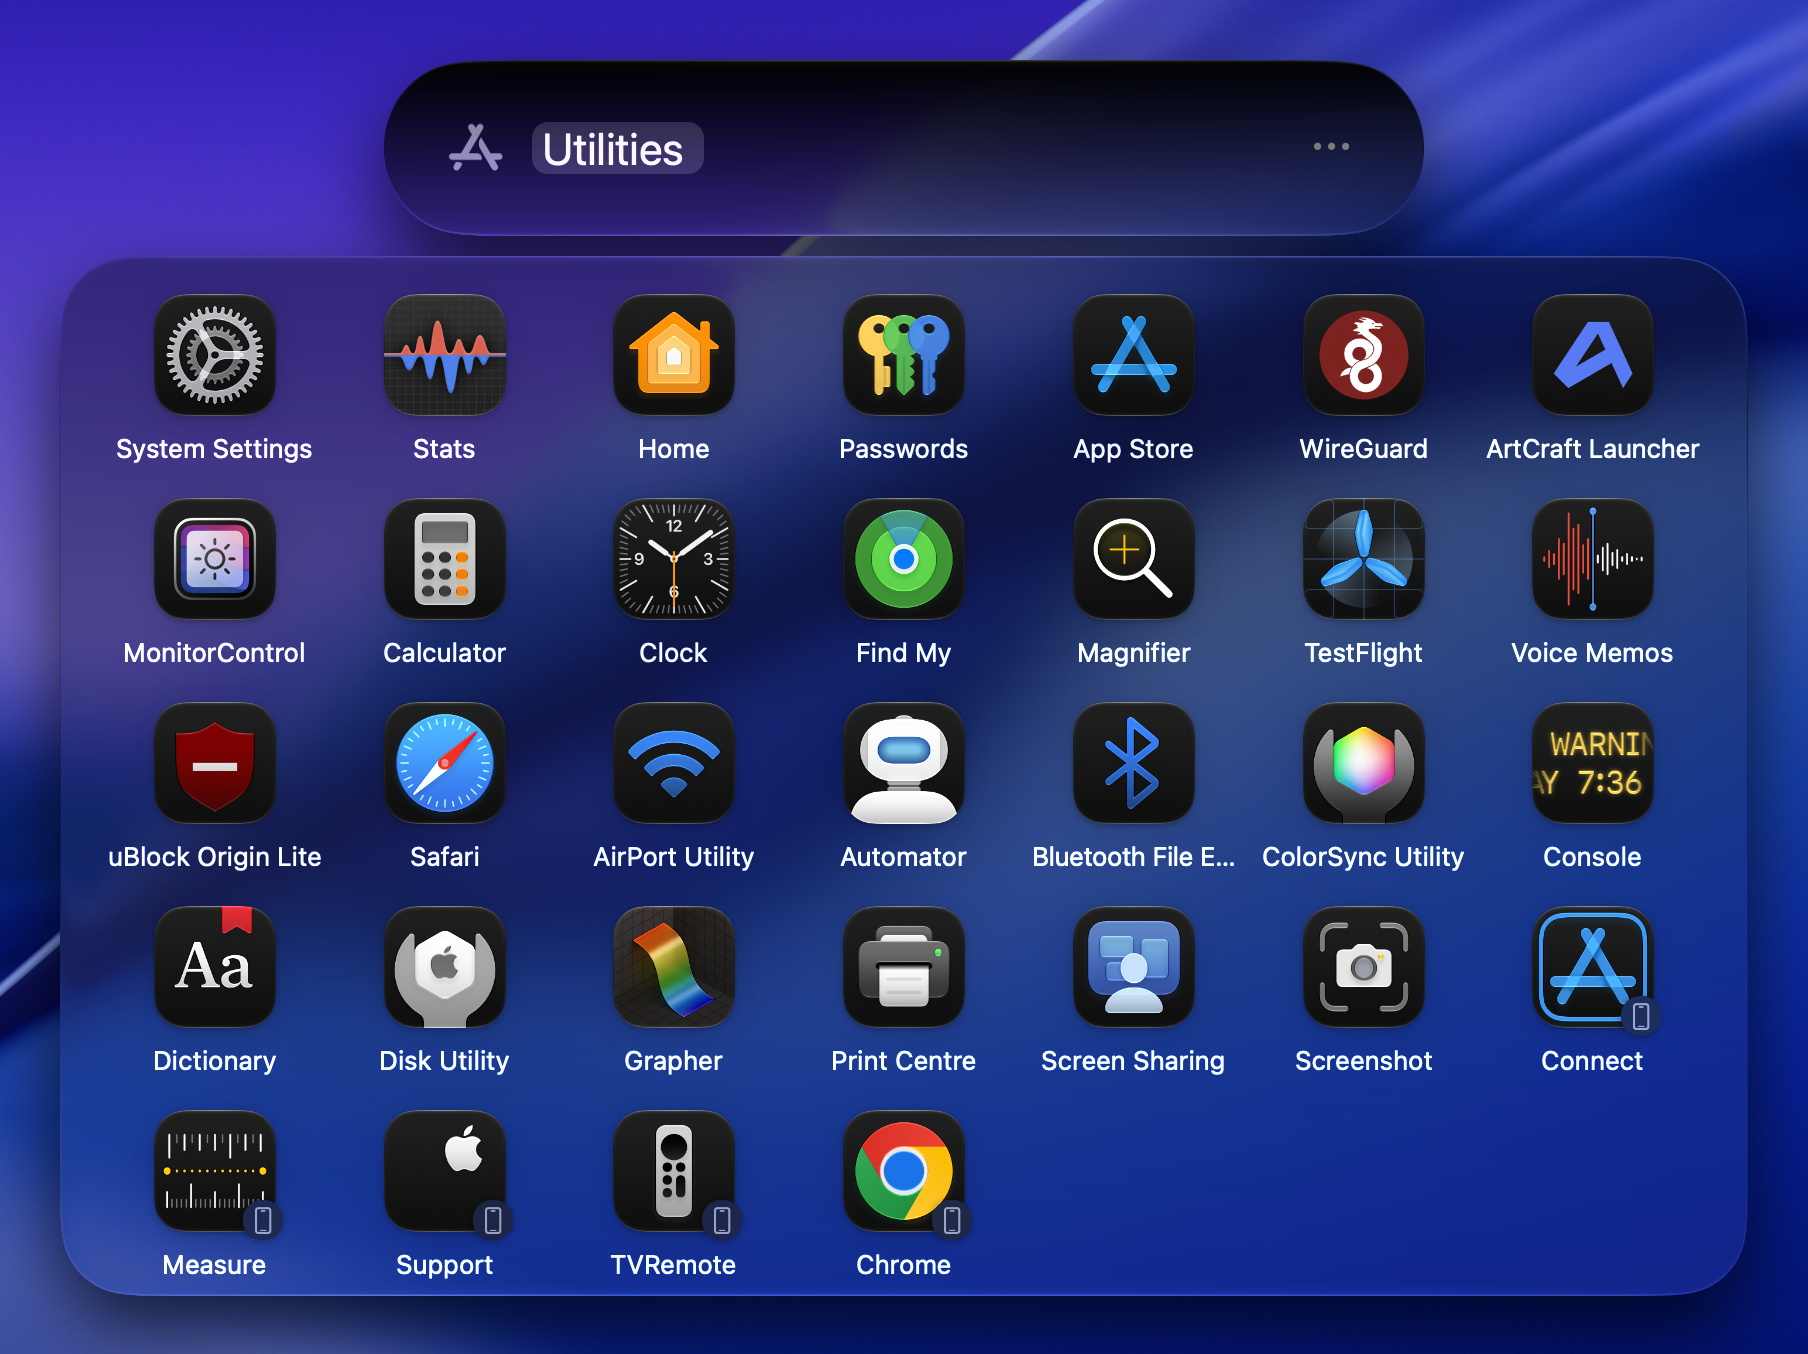 Utilities
System Settings
Stats
Home
Passwords
App Store
WireGuard
ArtCraft Launcher
MonitorControl
Calculator
12
9
3
6
Clock
Find My
Magnifier
TestFlight
Voice Memos
uBlock Origin Lite
Safari
AirPort Utility
Automator
Bluetooth File E...
ColorSync Utility
WARNIN
AY 7:36
Console
Aa
Dictionary
Disk Utility
Grapher
Print Centre
Screen Sharing
Screenshot
Connect
Measure
Support
TVRemote
Chrome